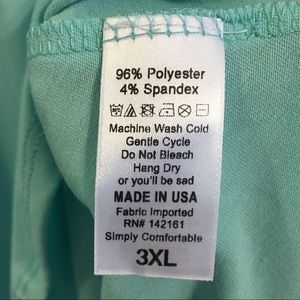 96% Polyester
4% Spandex
Machine Wash Cold
Gentle Cycle
Do Not Bleach
Hang Dry
or you'll be sad
MADE IN USA
Fabric Imported
RN# 142161
Simply Comfortable
3XL